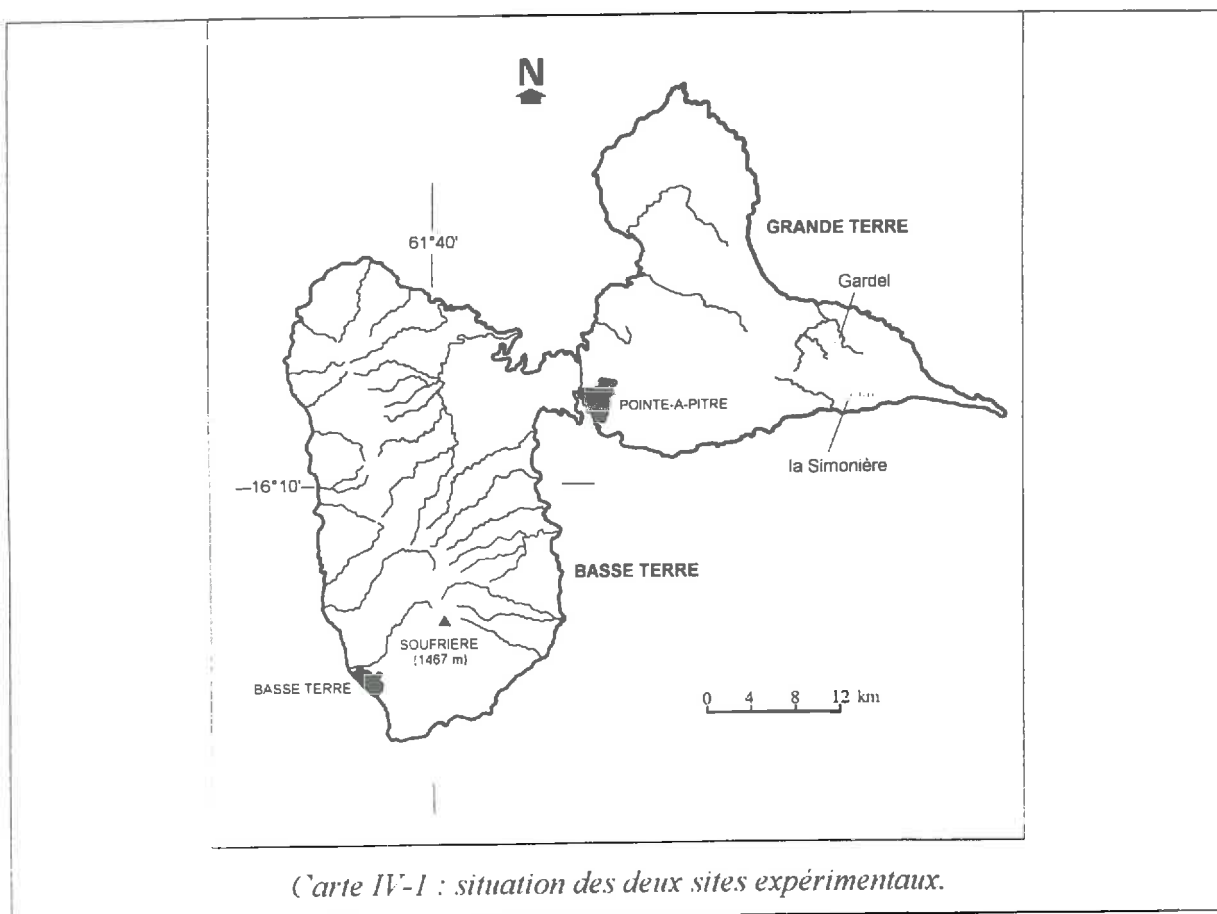 N
61°40'
GRANDE TERRE
Gardel
POINTE-A-PITRE
la Simonière
16°10'
BASSE TERRE
SOUFRIERE
(1467 m)
BASSE TERRE
0 4 8 12 km
Carte IV-1 : situation des deux sites expérimentaux.